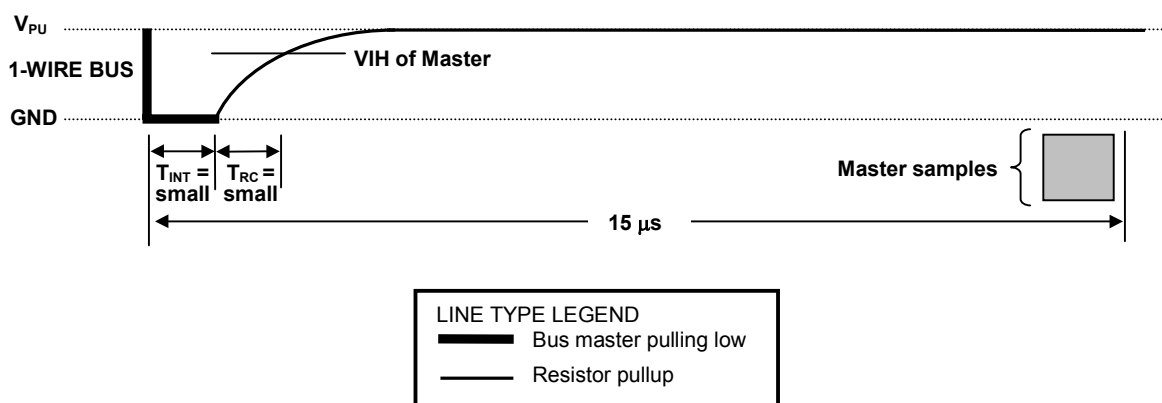 VPU
VIH of Master
1-WIRE BUS
GND
TINT =
small
TRC =
small
Master samples
15 μs
LINE TYPE LEGEND
Bus master pulling low
Resistor pullup